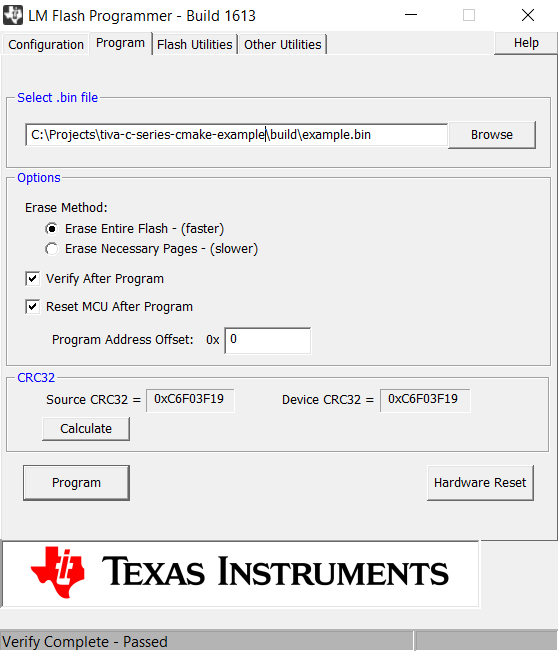 LM Flash Programmer - Build 1613
Configuration Program Flash Utilities Other Utilities Help
Select .bin file
C:\Projects\tiva-c-series-cmake-example\build\example.bin Browse
Options
Erase Method:
Erase Entire Flash - (faster)
Erase Necessary Pages - (slower)
Verify After Program
Reset MCU After Program
Program Address Offset: 0x 0
CRC32
Source CRC32 = 0xC6F03F19 Device CRC32 = 0xC6F03F19
Calculate
Program Hardware Reset
TEXAS INSTRUMENTS
Verify Complete - Passed